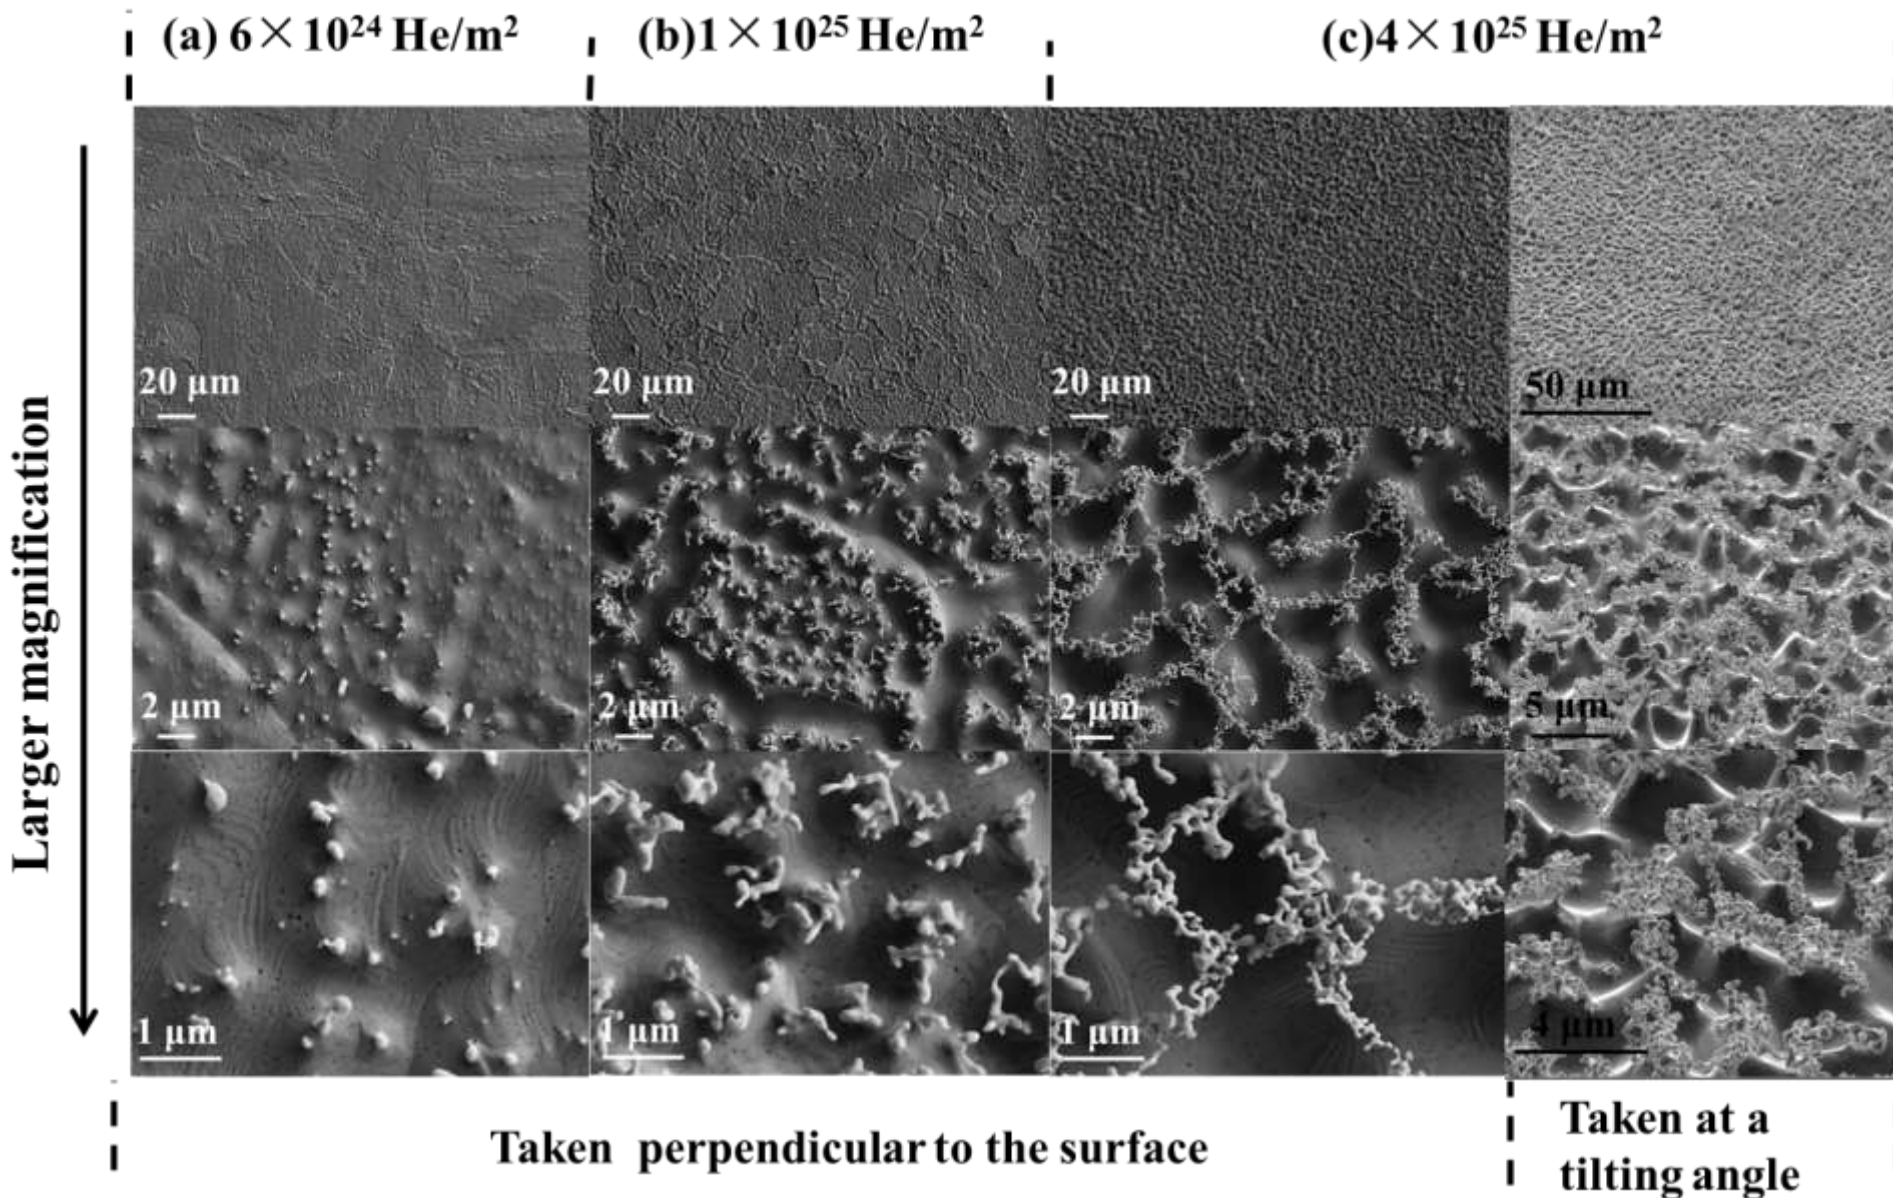 (a) 6×10²⁴ He/m²
(b)1×10²⁵ He/m²
(c)4×10²⁵ He/m²
Larger magnification
20 μm
20 μm
20 μm
50 μm
2 μm
2 μm
2 μm
5 μm
1 μm
1 μm
1 μm
4 μm
Taken perpendicular to the surface
Taken at a
tilting angle